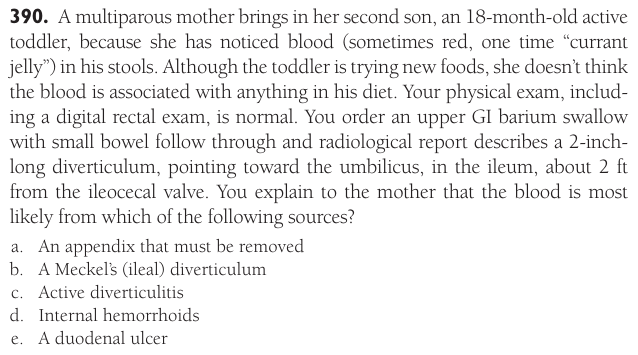 390. A multiparous mother brings in her second son, an 18-month-old active
toddler, because she has noticed blood (sometimes red, one time “currant
jelly”) in his stools. Although the toddler is trying new foods, she doesn’t think
the blood is associated with anything in his diet. Your physical exam, includ-
ing a digital rectal exam, is normal. You order an upper GI barium swallow
with small bowel follow through and radiological report describes a 2-inch-
long diverticulum, pointing toward the umbilicus, in the ileum, about 2 ft
from the ileocecal valve. You explain to the mother that the blood is most
likely from which of the following sources?
a. An appendix that must be removed
b. A Meckel’s (ileal) diverticulum
c. Active diverticulitis
d. Internal hemorrhoids
e. A duodenal ulcer